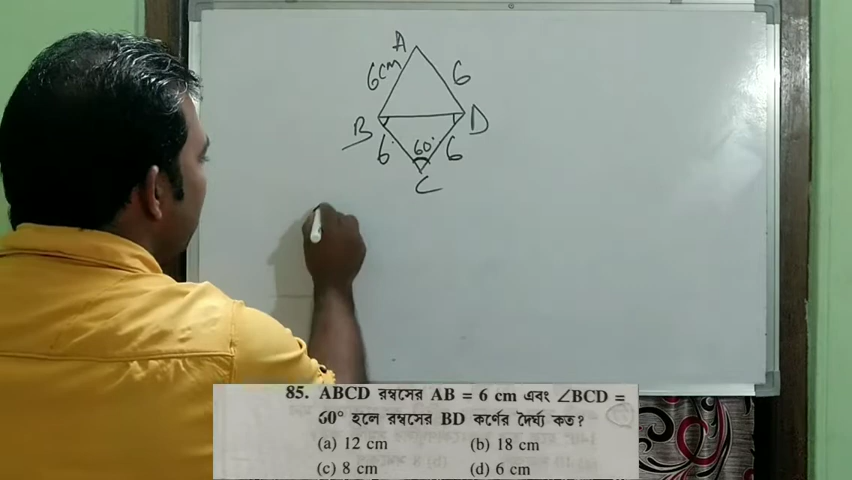 A
6cm 6
B D
6 60° 6
C
85. ABCD রম্বসের AB = 6 cm এবং ∠BCD =
60° হলে রম্বসের BD কর্ণের দৈর্ঘ্য কত?
(a) 12 cm (b) 18 cm
(c) 8 cm (d) 6 cm